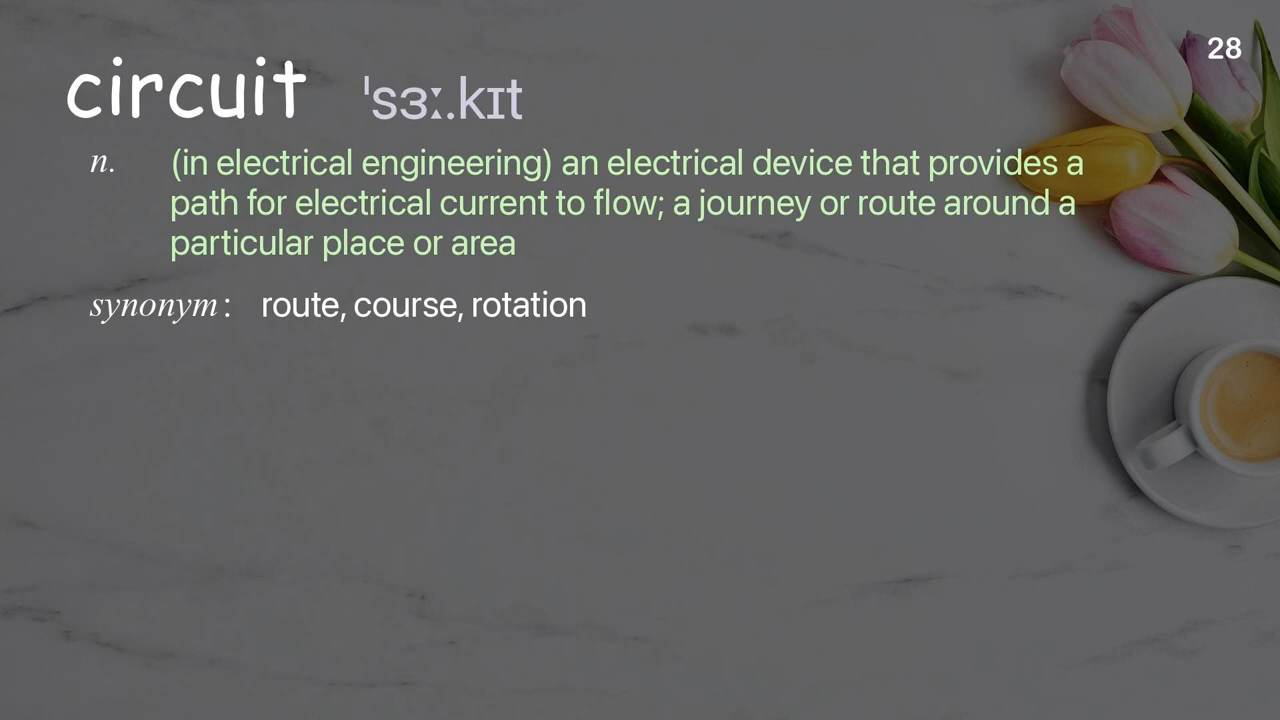 28
circuit ˈsɜː.kɪt
n. (in electrical engineering) an electrical device that provides a
path for electrical current to flow; a journey or route around a
particular place or area
synonym: route, course, rotation